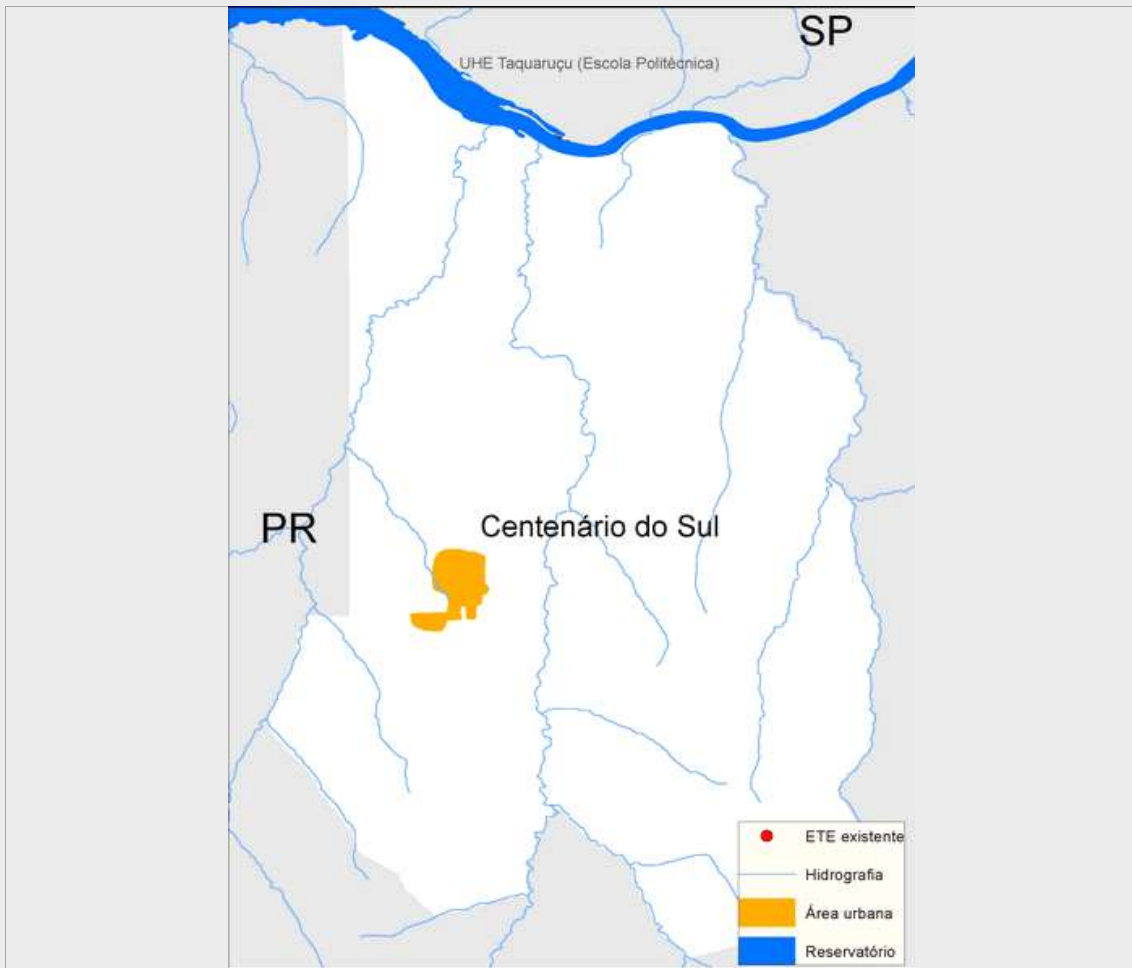 SP
UHE Taquaruçu (Escola Politécnica)
PR
Centenário do Sul
ETE existente
Hidrografia
Área urbana
Reservatório